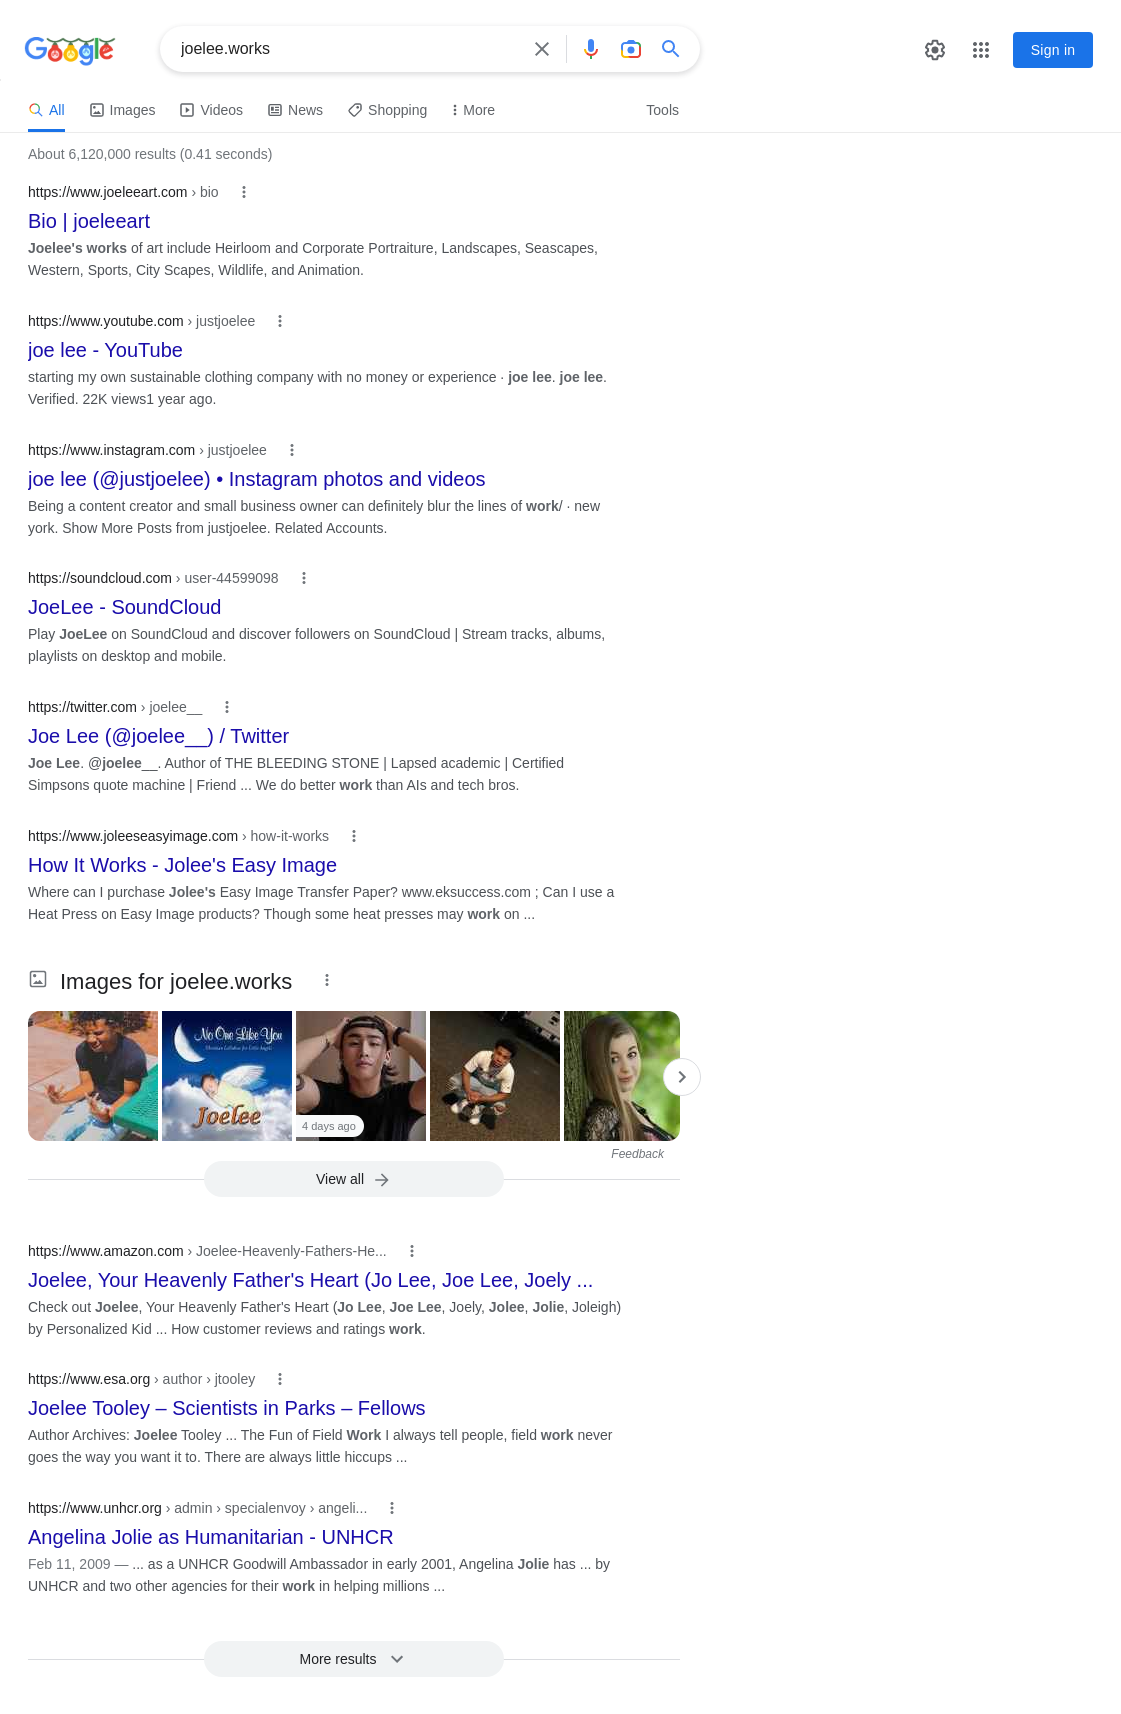 Google
joelee.works
Sign in
All Images Videos News Shopping More Tools
About 6,120,000 results (0.41 seconds)
https://www.joeleeart.com › bio
Bio | joeleeart
Joelee's works of art include Heirloom and Corporate Portraiture, Landscapes, Seascapes,
Western, Sports, City Scapes, Wildlife, and Animation.
https://www.youtube.com › justjoelee
joe lee - YouTube
starting my own sustainable clothing company with no money or experience · joe lee. joe lee.
Verified. 22K views1 year ago.
https://www.instagram.com › justjoelee
joe lee (@justjoelee) • Instagram photos and videos
Being a content creator and small business owner can definitely blur the lines of work/ · new
york. Show More Posts from justjoelee. Related Accounts.
https://soundcloud.com › user-44599098
JoeLee - SoundCloud
Play JoeLee on SoundCloud and discover followers on SoundCloud | Stream tracks, albums,
playlists on desktop and mobile.
https://twitter.com › joelee__
Joe Lee (@joelee__) / Twitter
Joe Lee. @joelee__. Author of THE BLEEDING STONE | Lapsed academic | Certified
Simpsons quote machine | Friend ... We do better work than AIs and tech bros.
https://www.joleeseasyimage.com › how-it-works
How It Works - Jolee's Easy Image
Where can I purchase Jolee's Easy Image Transfer Paper? www.eksuccess.com ; Can I use a
Heat Press on Easy Image products? Though some heat presses may work on ...
Images for joelee.works
No One Like You
Joelee
4 days ago
Feedback
View all
https://www.amazon.com › Joelee-Heavenly-Fathers-He...
Joelee, Your Heavenly Father's Heart (Jo Lee, Joe Lee, Joely ...
Check out Joelee, Your Heavenly Father's Heart (Jo Lee, Joe Lee, Joely, Jolee, Jolie, Joleigh)
by Personalized Kid ... How customer reviews and ratings work.
https://www.esa.org › author › jtooley
Joelee Tooley – Scientists in Parks – Fellows
Author Archives: Joelee Tooley ... The Fun of Field Work I always tell people, field work never
goes the way you want it to. There are always little hiccups ...
https://www.unhcr.org › admin › specialenvoy › angeli...
Angelina Jolie as Humanitarian - UNHCR
Feb 11, 2009 — ... as a UNHCR Goodwill Ambassador in early 2001, Angelina Jolie has ... by
UNHCR and two other agencies for their work in helping millions ...
More results